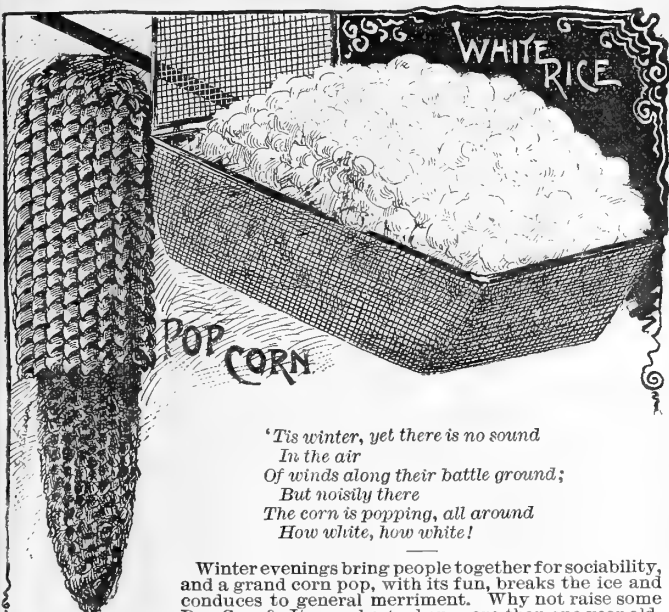 WHITE
RICE
POP
CORN
'Tis winter, yet there is no sound
In the air
Of winds along their battle ground;
But noisily there
The corn is popping, all around
How white, how white!
Winter evenings bring people together for sociability,
and a grand corn pop, with its fun, breaks the ice and
conduces to general merriment. Why not raise some